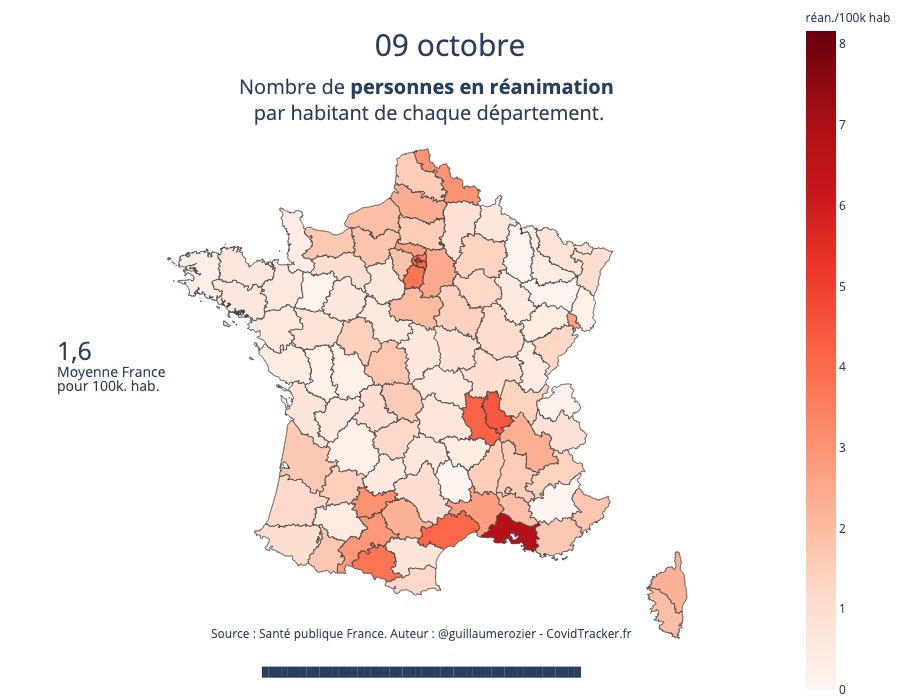 réan./100k hab
09 octobre
Nombre de personnes en réanimation
par habitant de chaque département.
8
7
6
5
4
3
2
1
0
1,6
Moyenne France
pour 100k. hab.
Source : Santé publique France. Auteur : @guillaumerozier - CovidTracker.fr